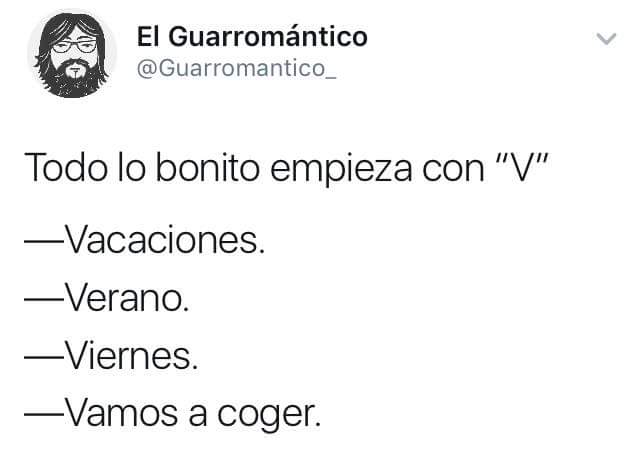 El Guarromántico
@Guarromantico_
Todo lo bonito empieza con "V"
—Vacaciones.
—Verano.
—Viernes.
—Vamos a coger.